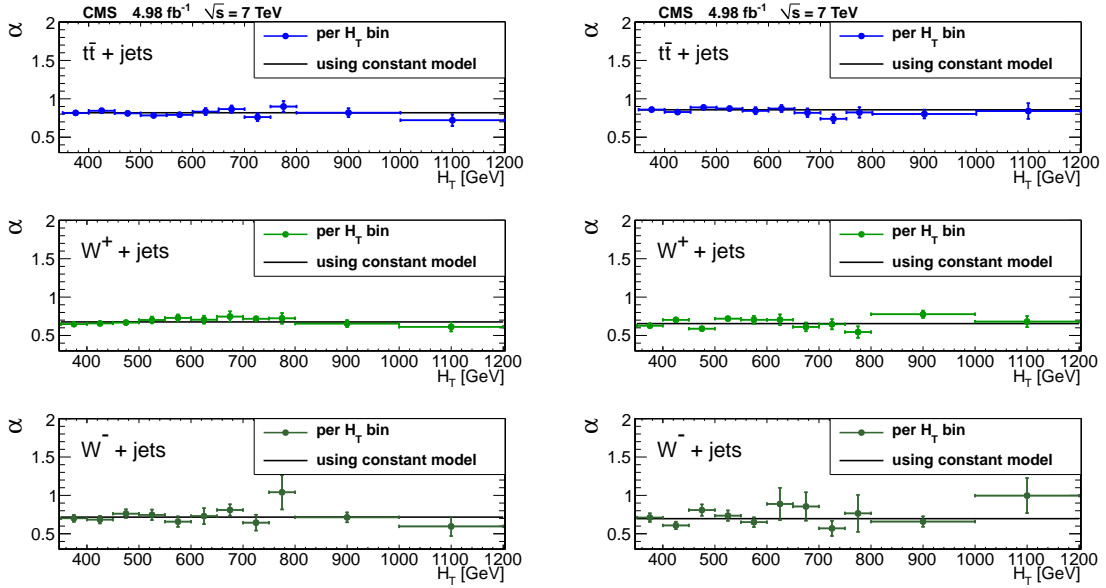 CMS 4.98 fb⁻¹ √s = 7 TeV
α
2
1.5
1
0.5
tt̄ + jets
per H_T bin
using constant model
400 500 600 700 800 900 1000 1100 1200
H_T [GeV]
CMS 4.98 fb⁻¹ √s = 7 TeV
α
2
1.5
1
0.5
tt̄ + jets
per H_T bin
using constant model
400 500 600 700 800 900 1000 1100 1200
H_T [GeV]
α
2
1.5
1
0.5
W⁺ + jets
per H_T bin
using constant model
400 500 600 700 800 900 1000 1100 1200
H_T [GeV]
α
2
1.5
1
0.5
W⁺ + jets
per H_T bin
using constant model
400 500 600 700 800 900 1000 1100 1200
H_T [GeV]
α
2
1.5
1
0.5
W⁻ + jets
per H_T bin
using constant model
400 500 600 700 800 900 1000 1100 1200
H_T [GeV]
α
2
1.5
1
0.5
W⁻ + jets
per H_T bin
using constant model
400 500 600 700 800 900 1000 1100 1200
H_T [GeV]